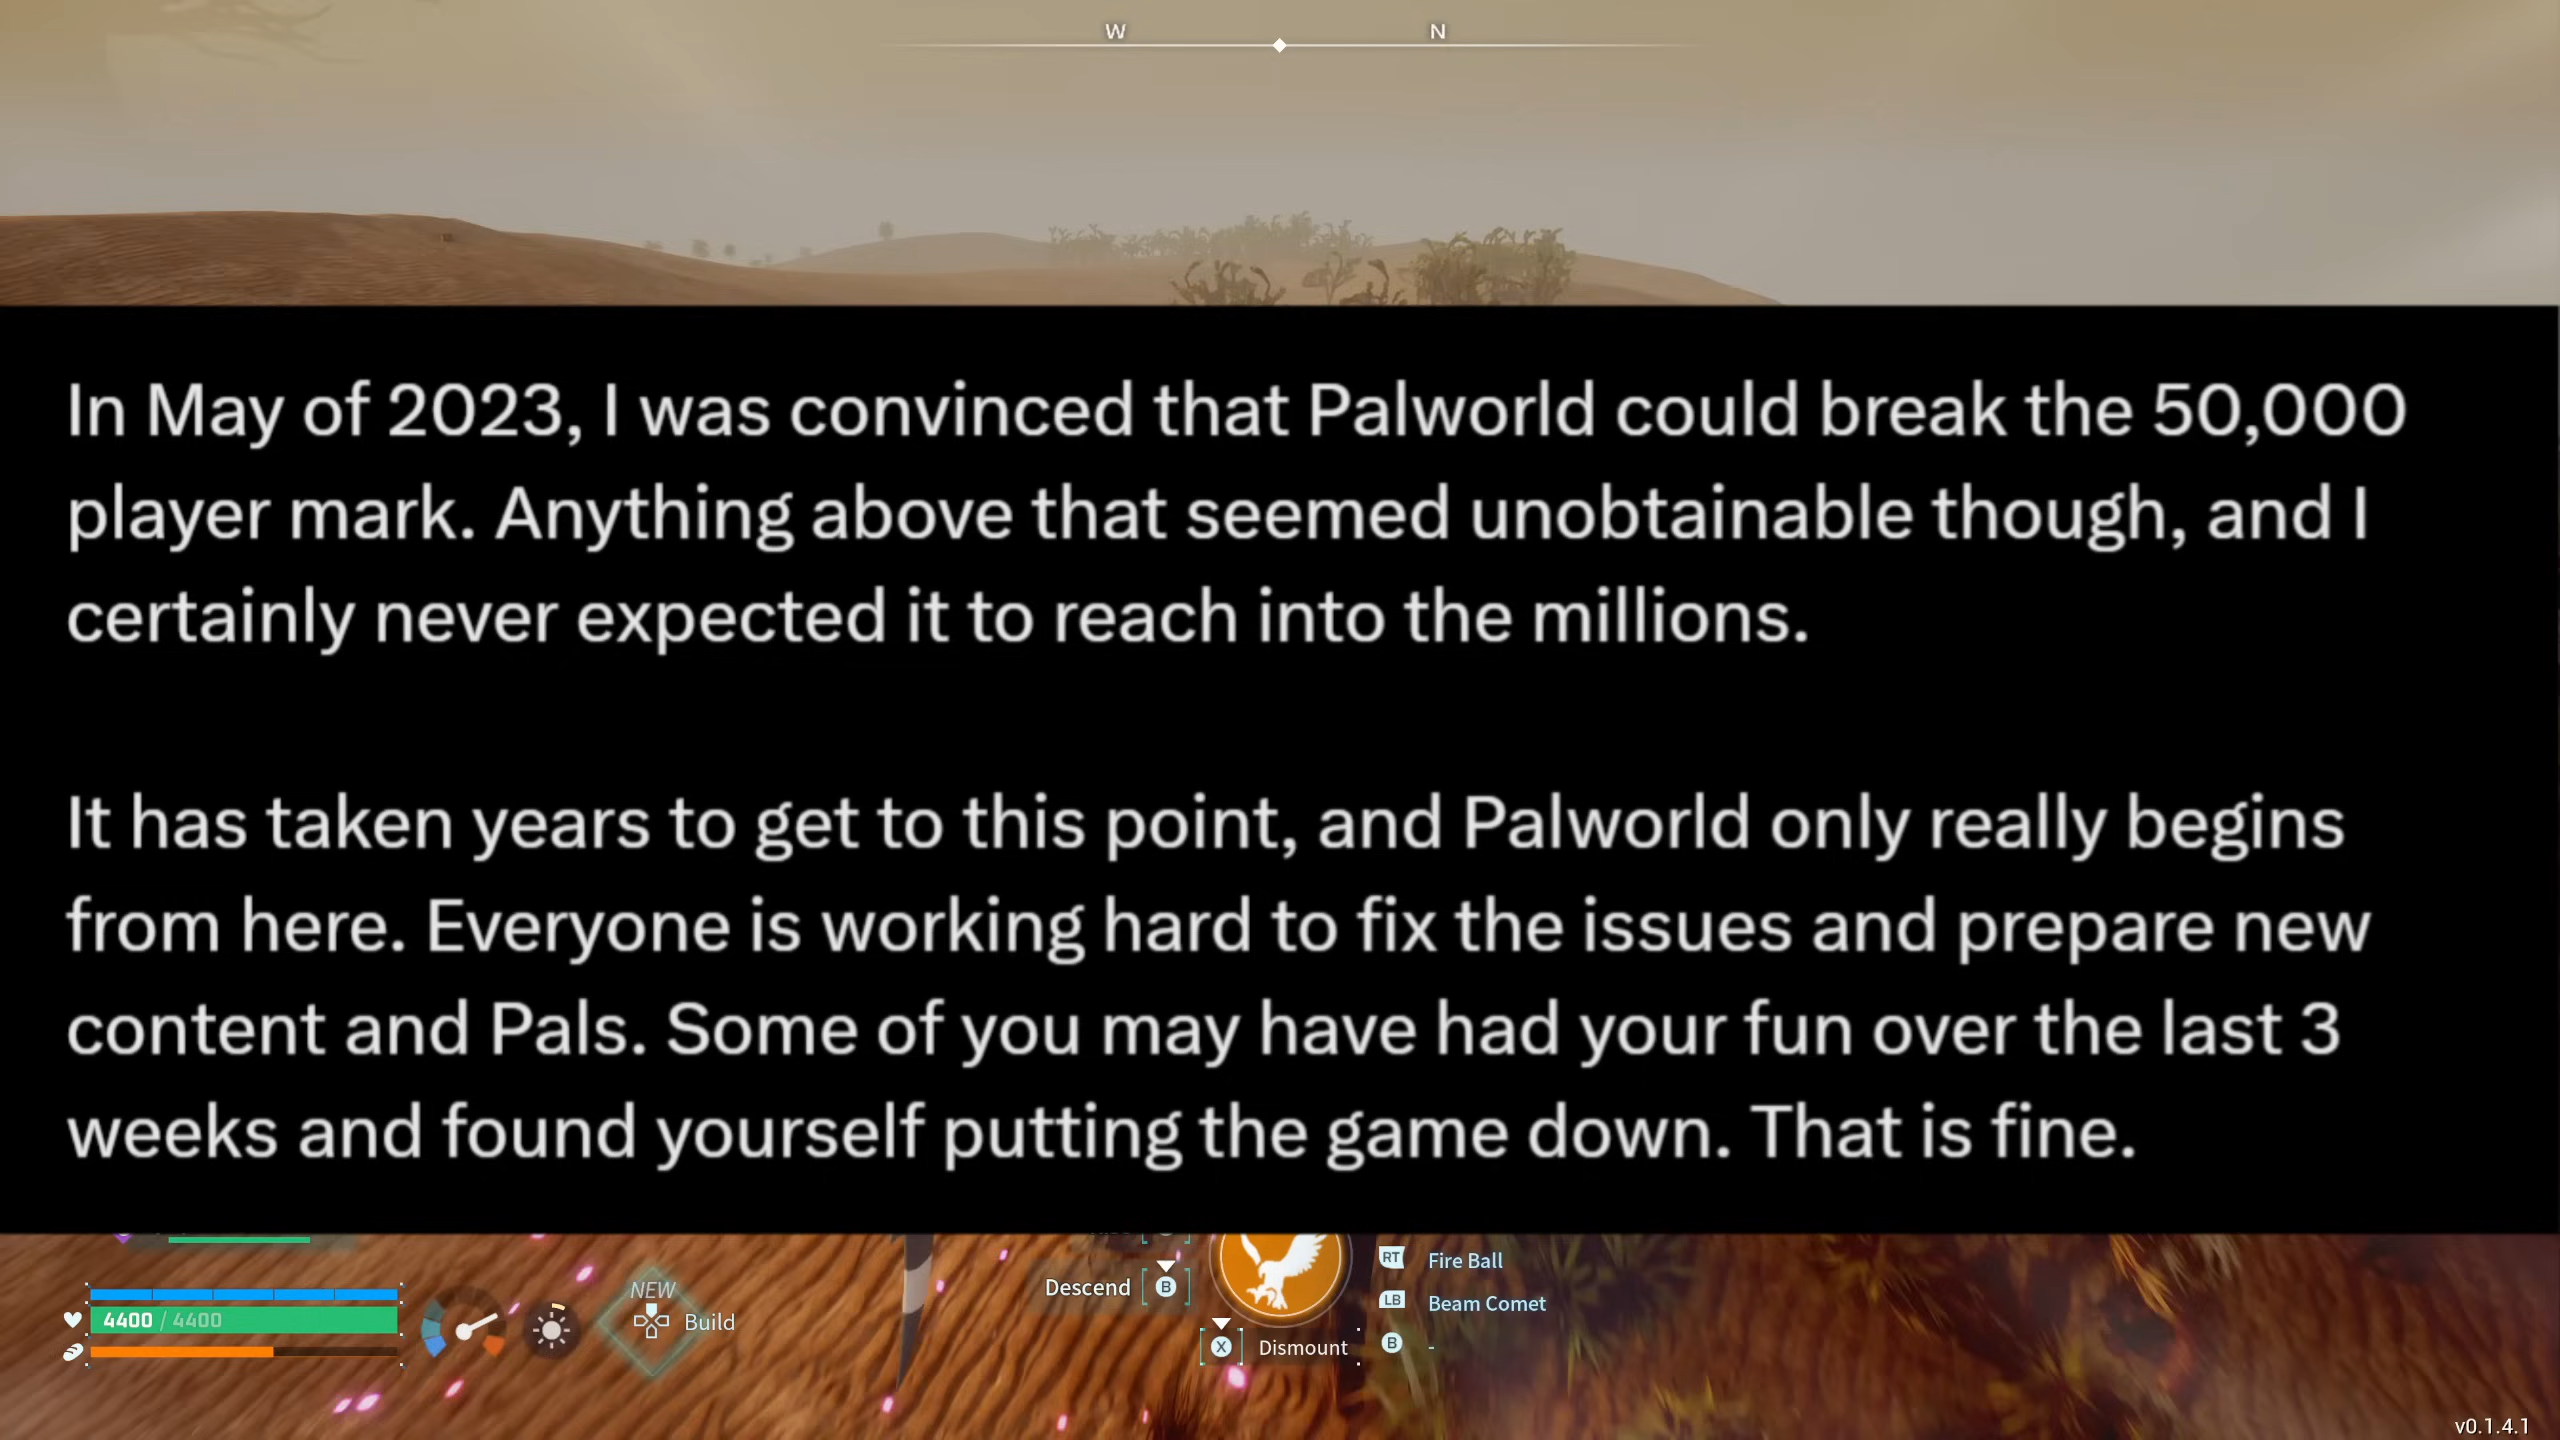 W N
In May of 2023, I was convinced that Palworld could break the 50,000
player mark. Anything above that seemed unobtainable though, and I
certainly never expected it to reach into the millions.
It has taken years to get to this point, and Palworld only really begins
from here. Everyone is working hard to fix the issues and prepare new
content and Pals. Some of you may have had your fun over the last 3
weeks and found yourself putting the game down. That is fine.
RT Fire Ball
Descend B
LB Beam Comet
NEW
4400 / 4400
Build
X Dismount
B -
v0.1.4.1